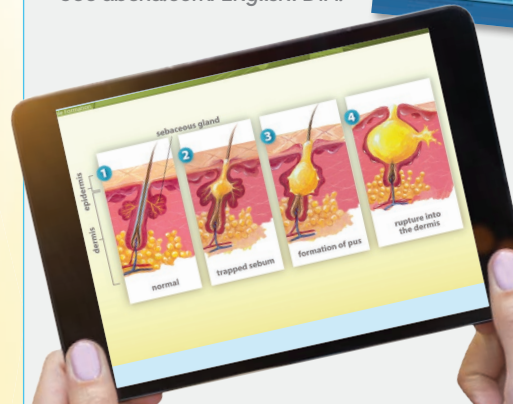 sebaceous gland
epidermis
dermis
1
normal
2
trapped sebum
3
formation of pus
4
rupture into
the dermis